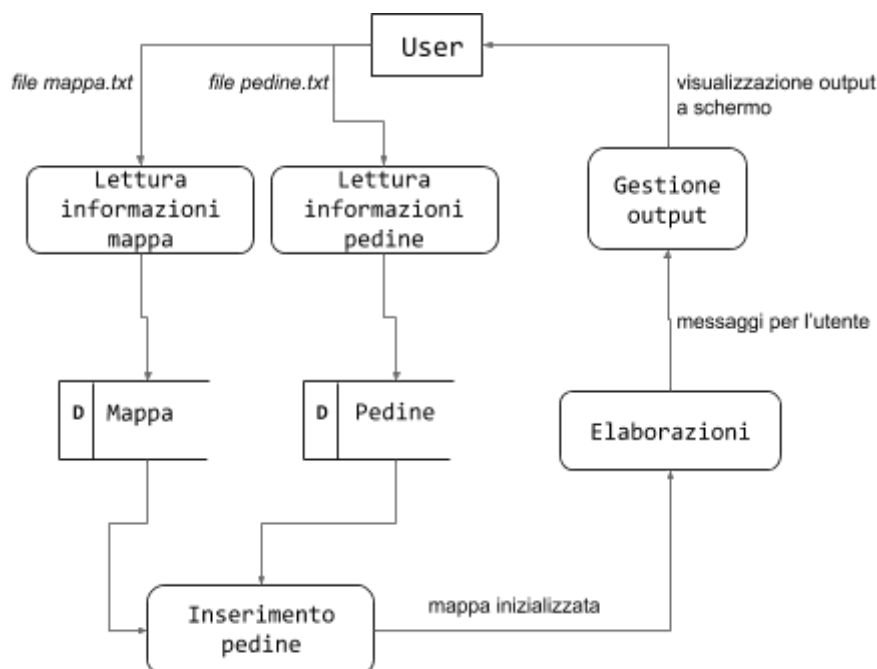 User
file mappa.txt
file pedine.txt
visualizzazione output
a schermo
Lettura
informazioni
mappa
Lettura
informazioni
pedine
Gestione
output
messaggi per l'utente
D
Mappa
D
Pedine
Elaborazioni
Inserimento
pedine
mappa inizializzata